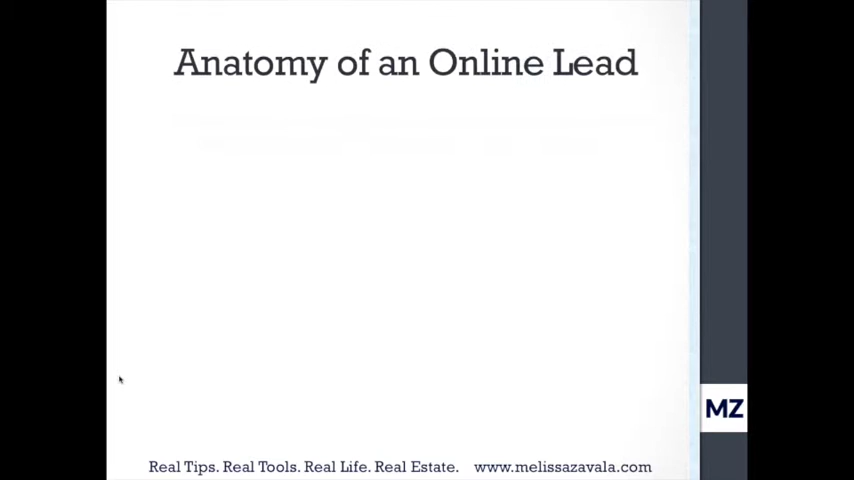 Anatomy of an Online Lead
MZ
Real Tips. Real Tools. Real Life. Real Estate. www.melissazavala.com